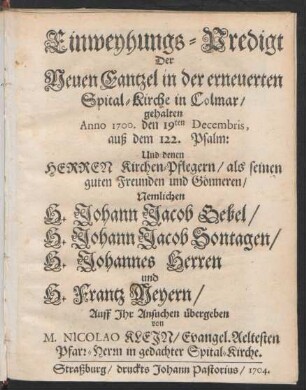 Einweyhungs-Predigt
Der
Neuen Cantzel in der erneuerten
Spital-Kirche in Colmar/
gehalten
Anno 1700. den 19ten Decembris,
auß dem 122. Psalm:
Und denen
HERREN Kirchen-Pflegern/ als seinen
guten Freunden und Gönneren/
Nemlichen
H. Johann Jacob Sekel/
H. Johann Jacob Sontagen/
H. Johannes Herren
und
H. Frantz Meyern/
Auff Ihr Ansuchen übergeben
von
M. NICOLAO KLEIN/ Evangel. Aeltesten
Pfar-Herrn in gedachter Spital-Kirche.
Straßburg/ druckts Johann Pastorius/ 1704.